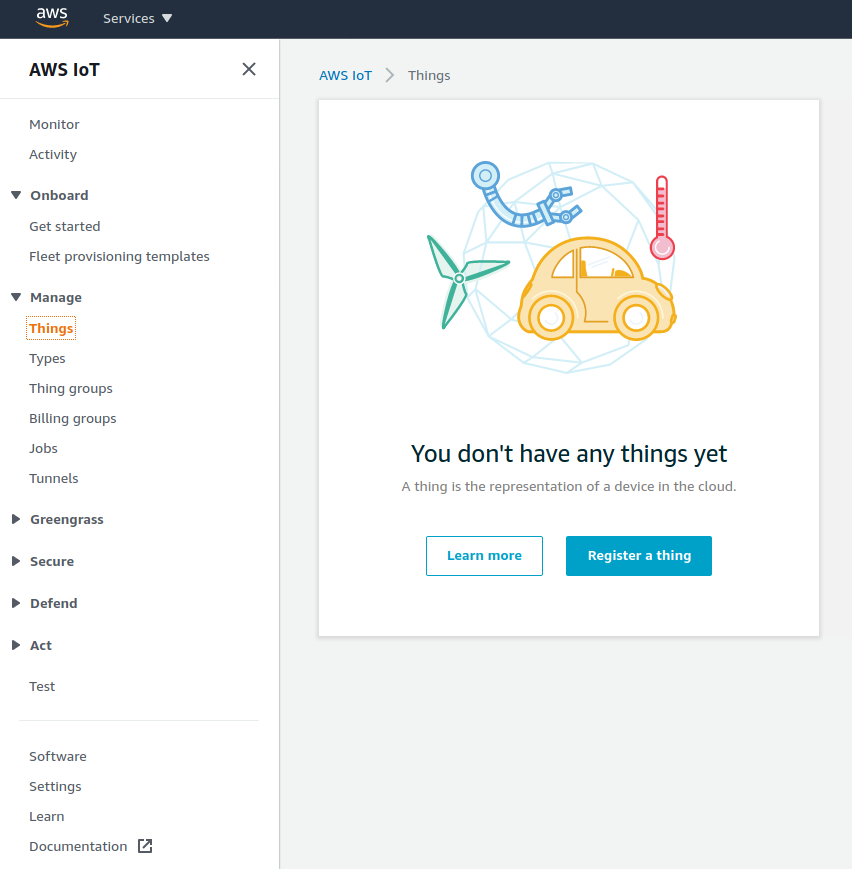 aws
Services
AWS IoT
Monitor
Activity
Onboard
Get started
Fleet provisioning templates
Manage
Things
Types
Thing groups
Billing groups
Jobs
Tunnels
Greengrass
Secure
Defend
Act
Test
Software
Settings
Learn
Documentation
AWS IoT > Things
You don't have any things yet
A thing is the representation of a device in the cloud.
Learn more
Register a thing